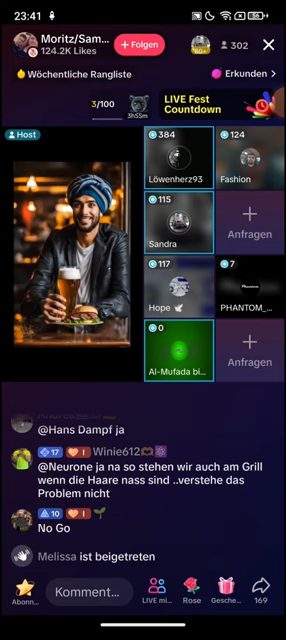 23:41
56
Moritz/Sam...
124.2K Likes
+ Folgen
302
Wöchentliche Rangliste
Erkunden >
3/100
3h55m
LIVE Fest
Countdown
Host
384
Löwenherz93
124
Fashion
115
Sandra
Anfragen
117
Hope 🕊
7
Phantom
PHANTOM_...
0
Al-Mufada bi...
Anfragen
@Hans Dampf ja
17 I Winie612
@Neurone ja na so stehen wir auch am Grill
wenn die Haare nass sind ..verstehe das
Problem nicht
10 I
No Go
Melissa ist beigetreten
Komment...
Abonn...
LIVE mi...
Rose
Gesche...
169